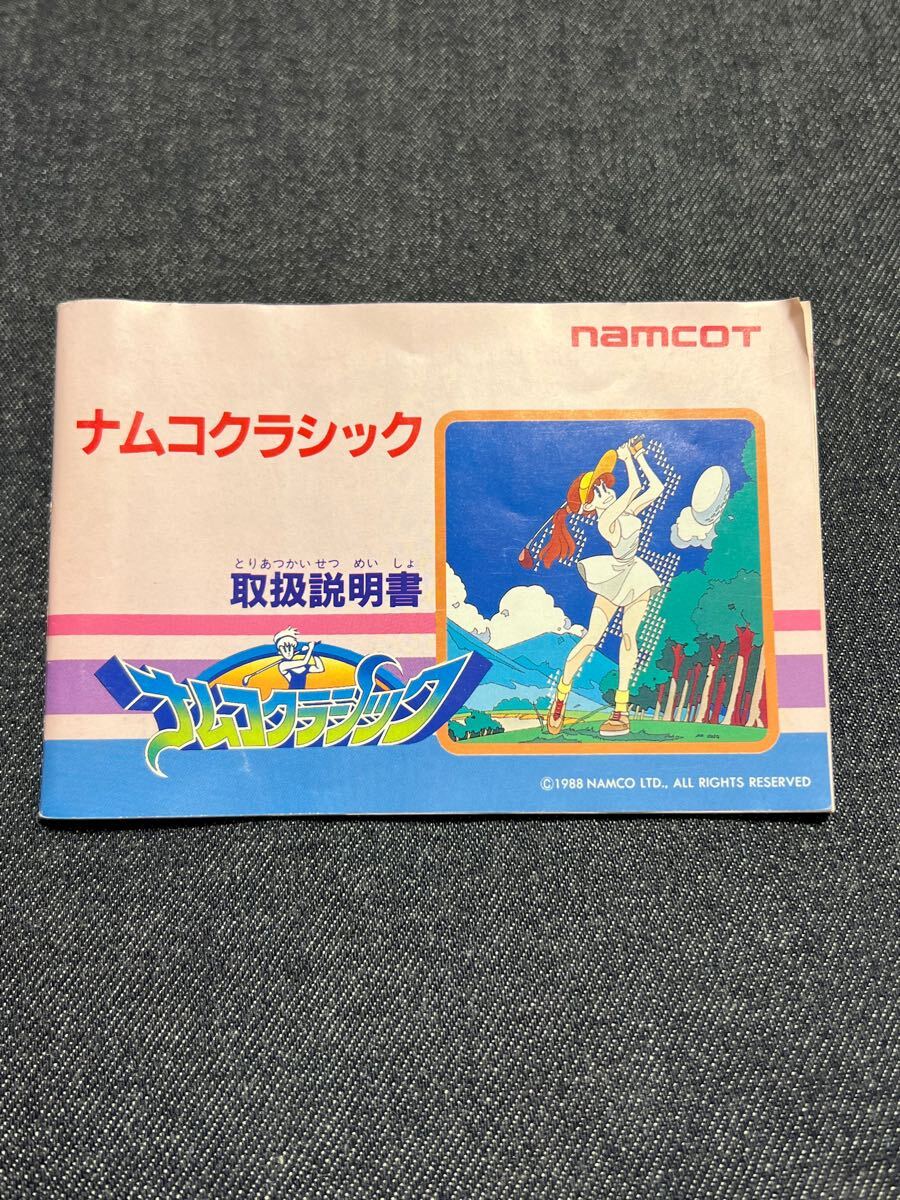 namcoT
ナムコクラシック
とりあつかいせつ めい しょ
取扱説明書
ナムコクラシック
©1988 NAMCO LTD., ALL RIGHTS RESERVED